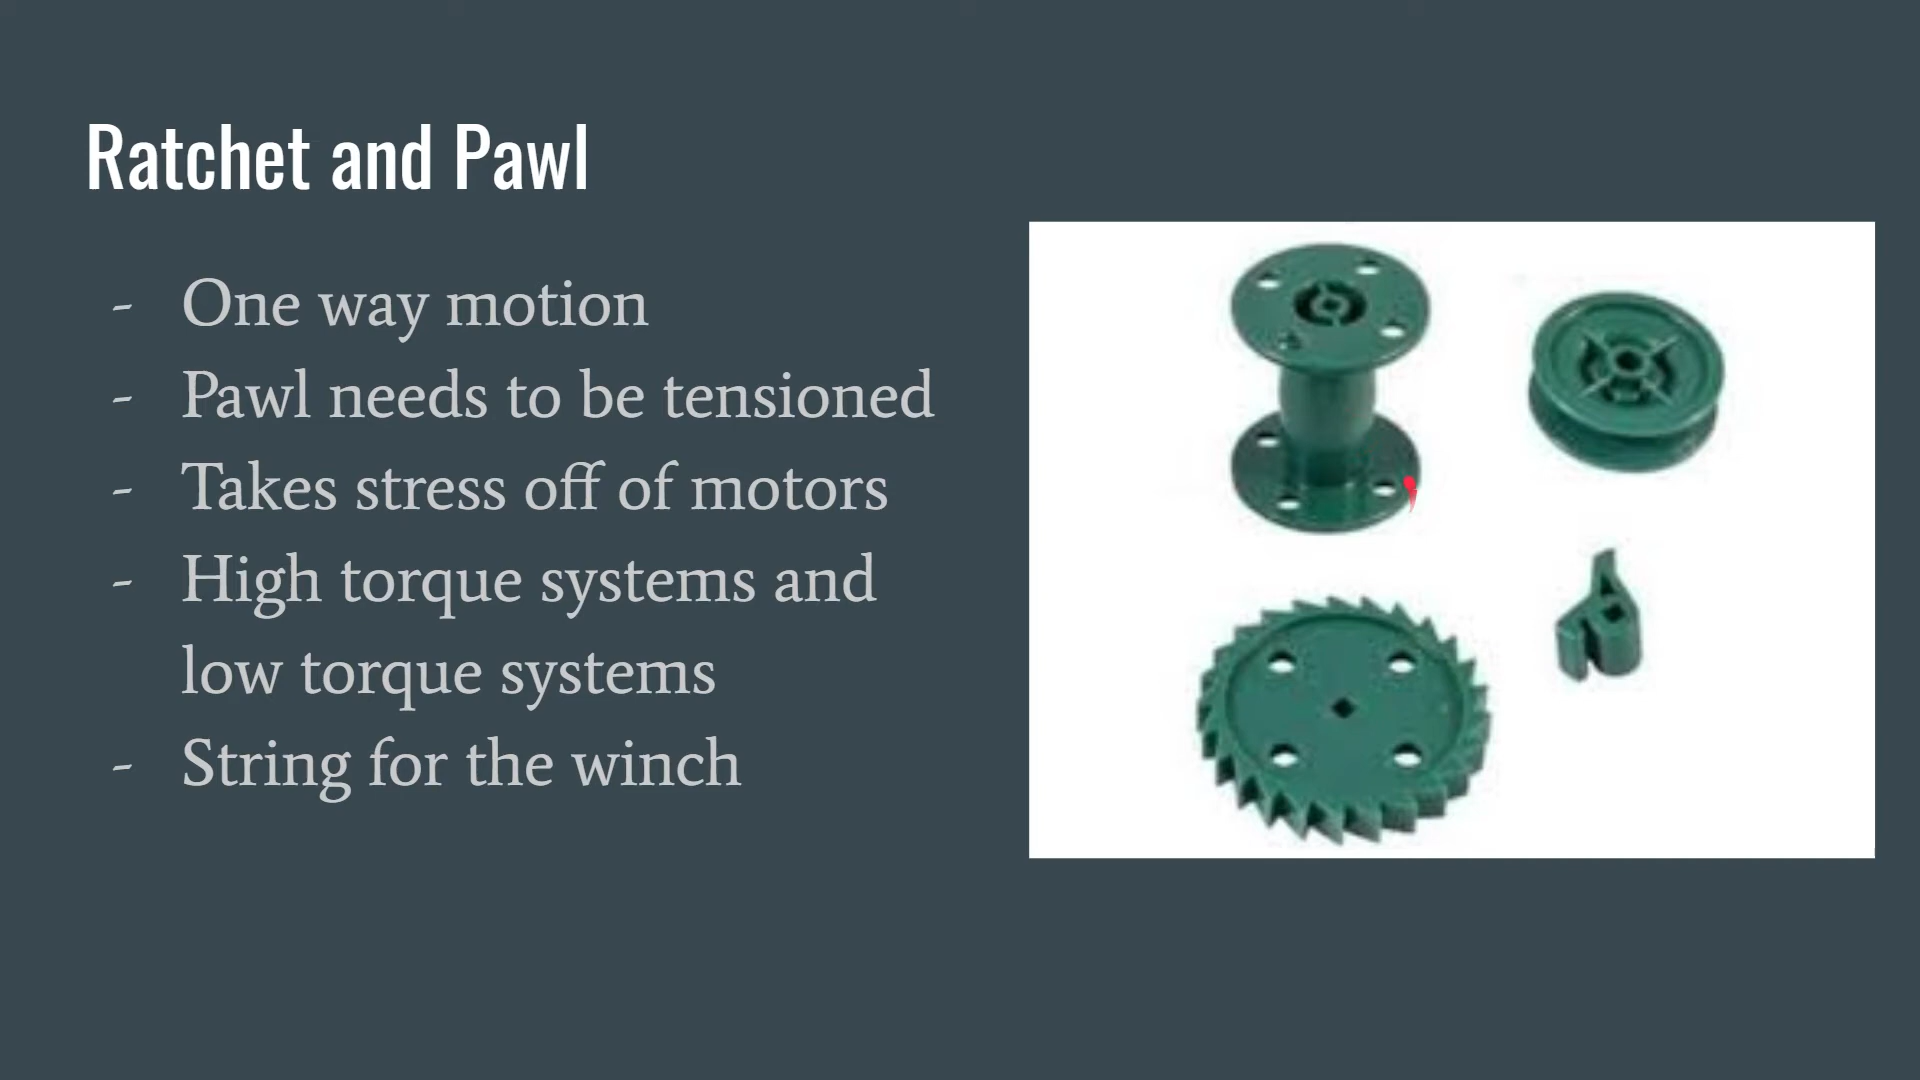 Ratchet and Pawl
- One way motion
- Pawl needs to be tensioned
- Takes stress off of motors
- High torque systems and
low torque systems
- String for the winch